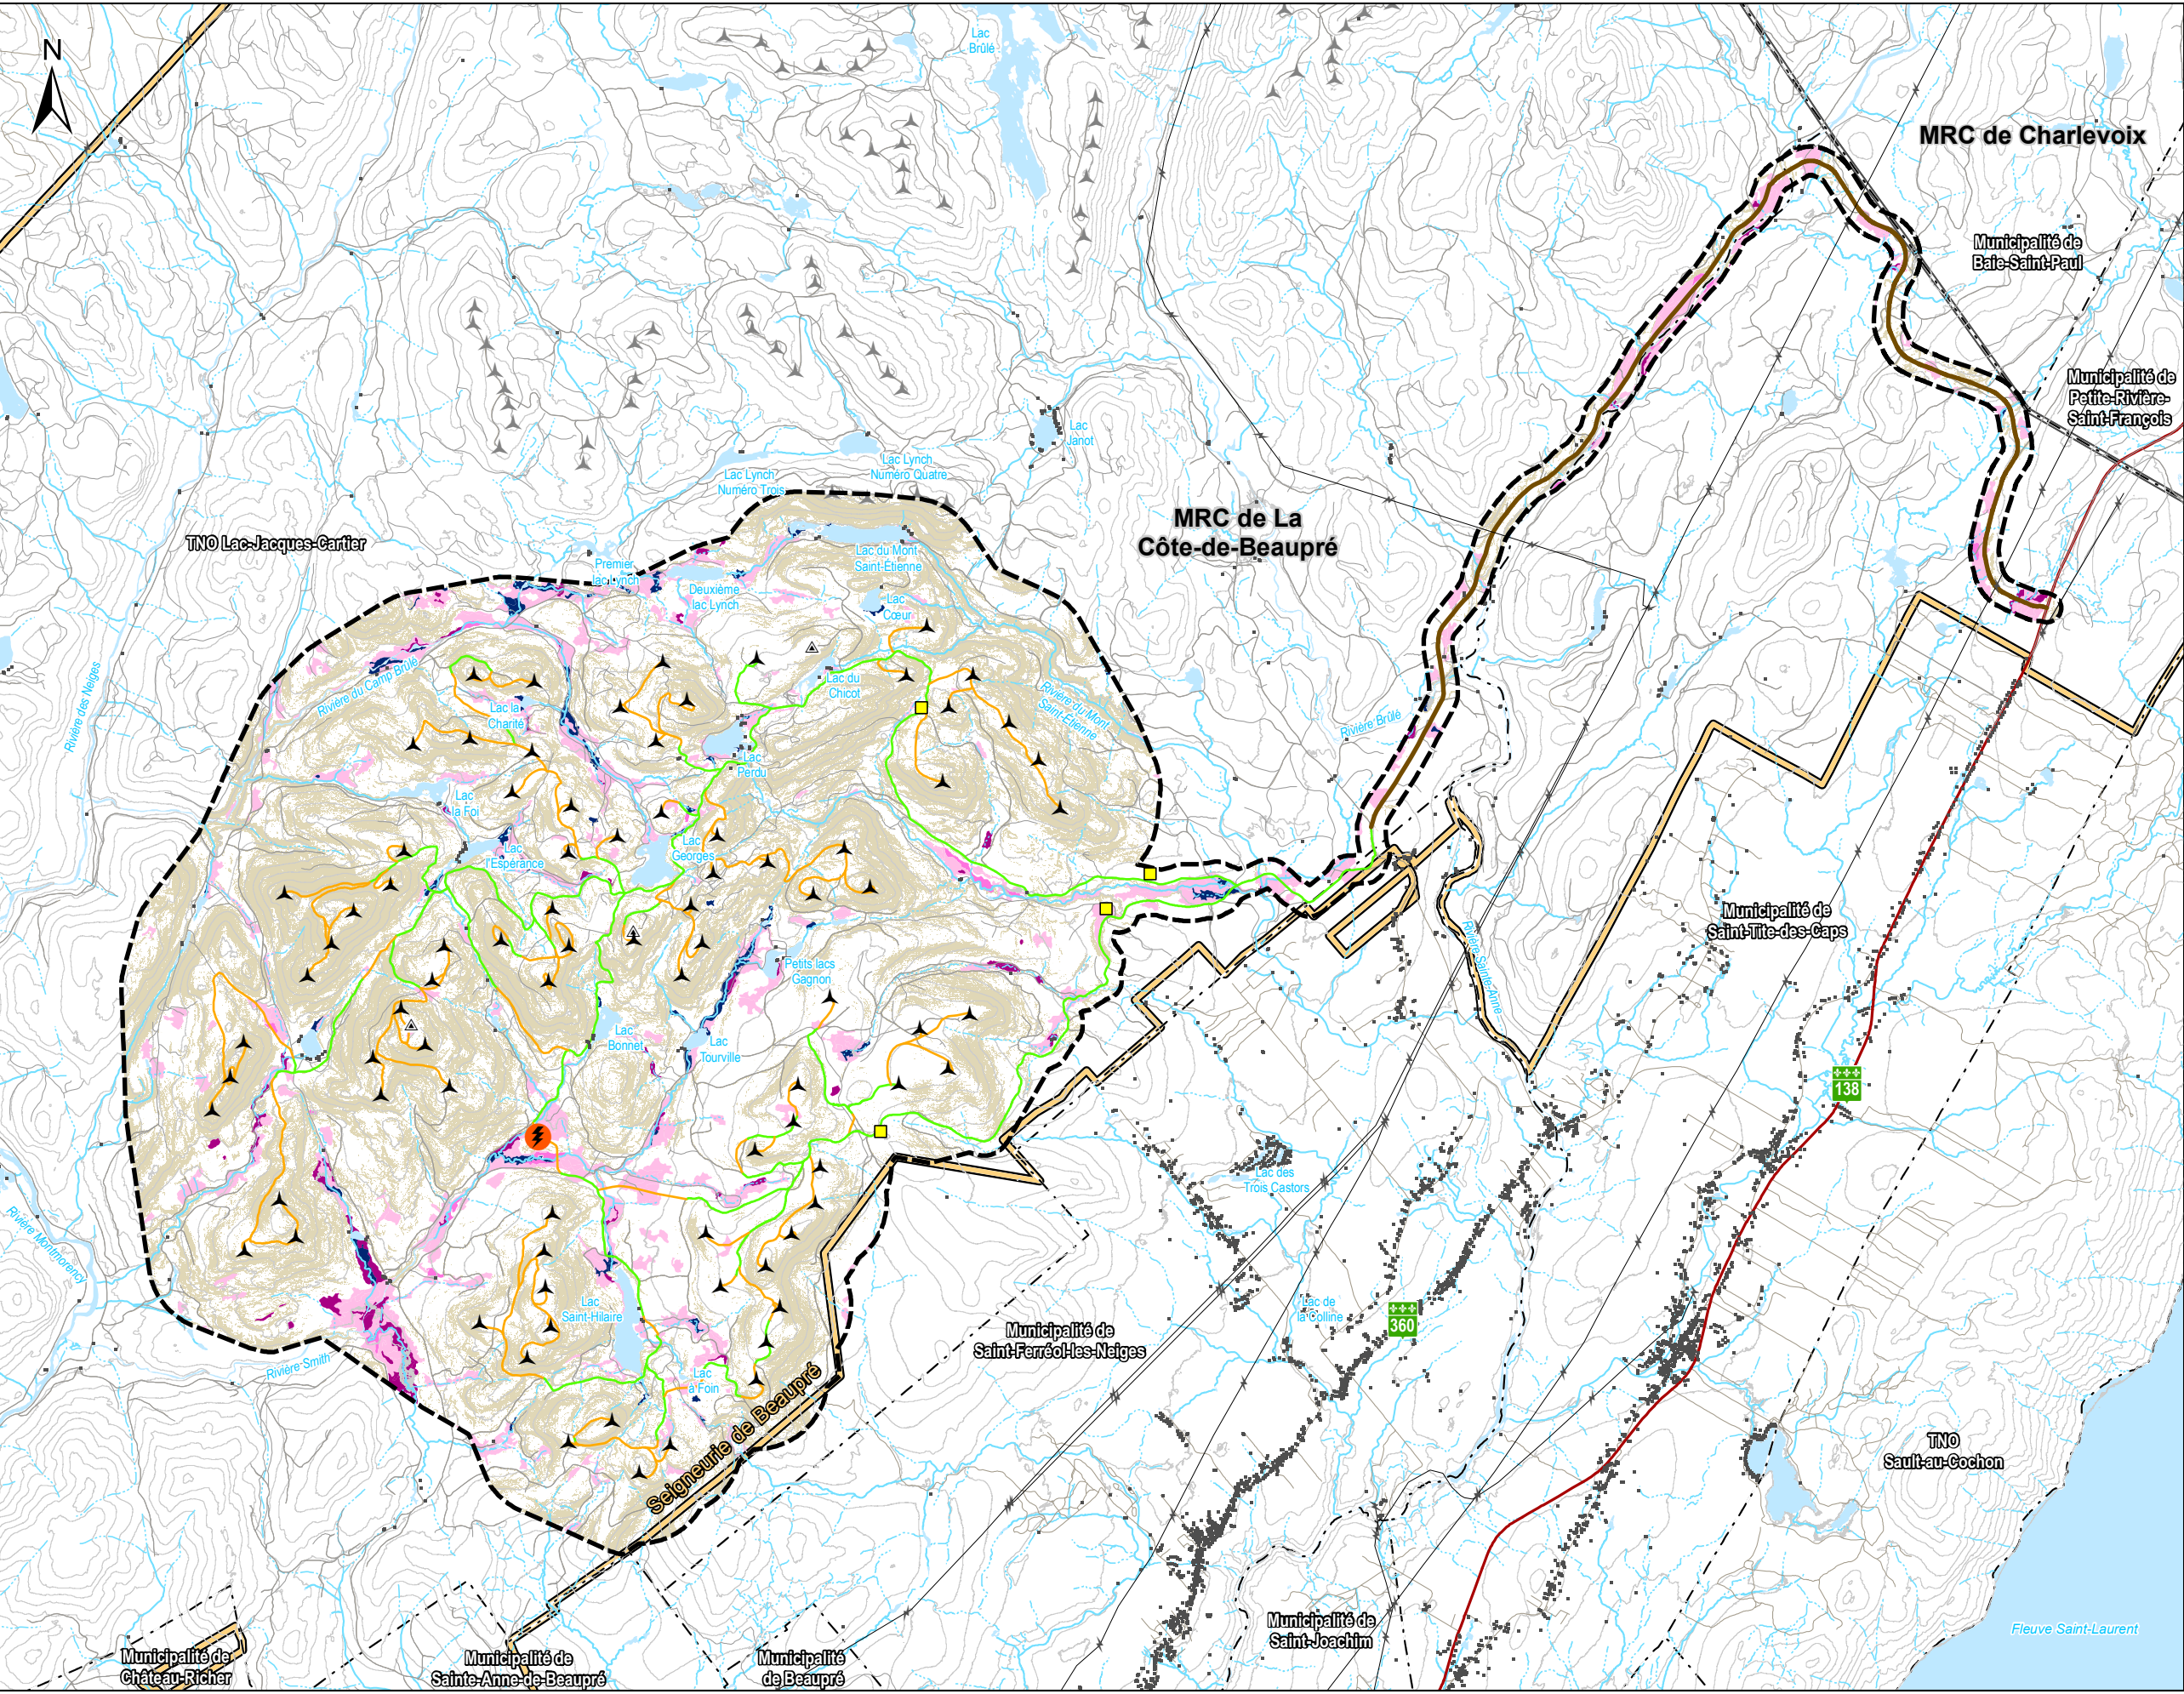 N
Lac
Brûlé
MRC de Charlevoix
Municipalité de
Baie-Saint-Paul
Municipalité de
Petite-Rivière-
Saint-François
Lac
Janot
Lac Lynch
Numéro Quatre
Lac Lynch
Numéro Trois
MRC de La
Côte-de-Beaupré
TNO Lac-Jacques-Cartier
Lac du Mont
Saint-Étienne
Premier
lac Lynch
Deuxième
lac Lynch
Lac
Cœur
Rivière du Camp Brûlé
Rivière des Neiges
Lac du
Chicot
Lac la
Charité
Rivière du Mont
Saint-Étienne
Rivière Brûlé
Lac
Perdu
Lac
la Foi
Lac
l'Espérance
Lac
Georges
Municipalité de
Saint-Tite-des-Caps
Petits lacs
Gagnon
Rivière Sainte-Anne
Lac
Bonnet
Lac
Tourville
138
Lac des
Trois Castors
Rivière Montmorency
Lac
Saint-Hilaire
Lac de
la Colline
360
Municipalité de
Saint-Ferréol-les-Neiges
Rivière Smith
Lac
à Foin
Seigneurie de Beaupré
TNO
Sault-au-Cochon
Fleuve Saint-Laurent
Municipalité de
Saint-Joachim
Municipalité de
Château-Richer
Municipalité de
Sainte-Anne-de-Beaupré
Municipalité
de Beaupré